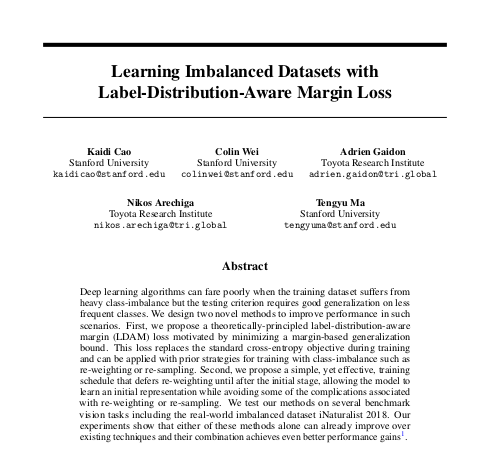 Learning Imbalanced Datasets with
Label-Distribution-Aware Margin Loss
Kaidi Cao Colin Wei Adrien Gaidon
Stanford University Stanford University Toyota Research Institute
kaidicao@stanford.edu colinwei@stanford.edu adrien.gaidon@tri.global
Nikos Arechiga Tengyu Ma
Toyota Research Institute Stanford University
nikos.arechiga@tri.global tengyuma@stanford.edu
Abstract
Deep learning algorithms can fare poorly when the training dataset suffers from
heavy class-imbalance but the testing criterion requires good generalization on less
frequent classes. We design two novel methods to improve performance in such
scenarios. First, we propose a theoretically-principled label-distribution-aware
margin (LDAM) loss motivated by minimizing a margin-based generalization
bound. This loss replaces the standard cross-entropy objective during training
and can be applied with prior strategies for training with class-imbalance such as
re-weighting or re-sampling. Second, we propose a simple, yet effective, training
schedule that defers re-weighting until after the initial stage, allowing the model to
learn an initial representation while avoiding some of the complications associated
with re-weighting or re-sampling. We test our methods on several benchmark
vision tasks including the real-world imbalanced dataset iNaturalist 2018. Our
experiments show that either of these methods alone can already improve over
existing techniques and their combination achieves even better performance gains1.